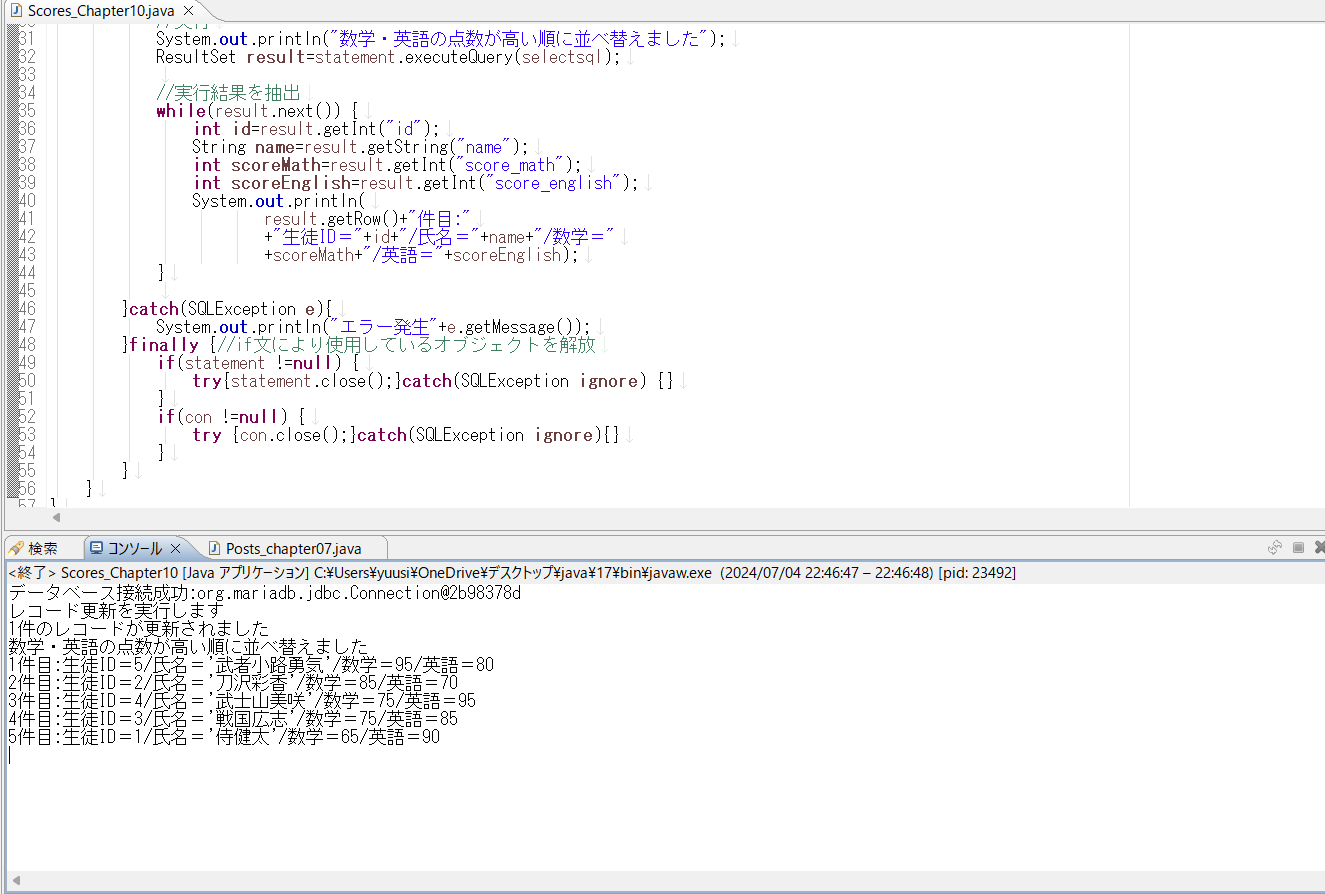 Scores_Chapter10.java
31 System.out.println("数学・英語の点数が高い順に並べ替えました");
32 ResultSet result=statement.executeQuery(selectsql);
33
34 //実行結果を抽出
35 while(result.next()) {
36 int id=result.getInt("id");
37 String name=result.getString("name");
38 int scoreMath=result.getInt("score_math");
39 int scoreEnglish=result.getInt("score_english");
40 System.out.println(
41 result.getRow()+"件目:"
42 +"生徒ID＝"+id+"/氏名＝"+name+"/数学＝"
43 +scoreMath+"/英語＝"+scoreEnglish);
44 }
45
46 }catch(SQLException e){
47 System.out.println("エラー発生"+e.getMessage());
48 }finally {//if文により使用しているオブジェクトを解放
49 if(statement !=null) {
50 try{statement.close();}catch(SQLException ignore) {}
51 }
52 if(con !=null) {
53 try {con.close();}catch(SQLException ignore){}
54 }
55 }
56 }
57 }
検索 コンソール Posts_chapter07.java
<終了> Scores_Chapter10 [Java アプリケーション] C:¥Users¥yuusi¥OneDrive¥デスクトップ¥java¥17¥bin¥javaw.exe (2024/07/04 22:46:47 – 22:46:48) [pid: 23492]
データベース接続成功:org.mariadb.jdbc.Connection@2b98378d
レコード更新を実行します
1件のレコードが更新されました
数学・英語の点数が高い順に並べ替えました
1件目:生徒ID＝5/氏名＝'武者小路勇気'/数学＝95/英語＝80
2件目:生徒ID＝2/氏名＝'刀沢彩香'/数学＝85/英語＝70
3件目:生徒ID＝4/氏名＝'武士山美咲'/数学＝75/英語＝95
4件目:生徒ID＝3/氏名＝'戦国広志'/数学＝75/英語＝85
5件目:生徒ID＝1/氏名＝'侍健太'/数学＝65/英語＝90